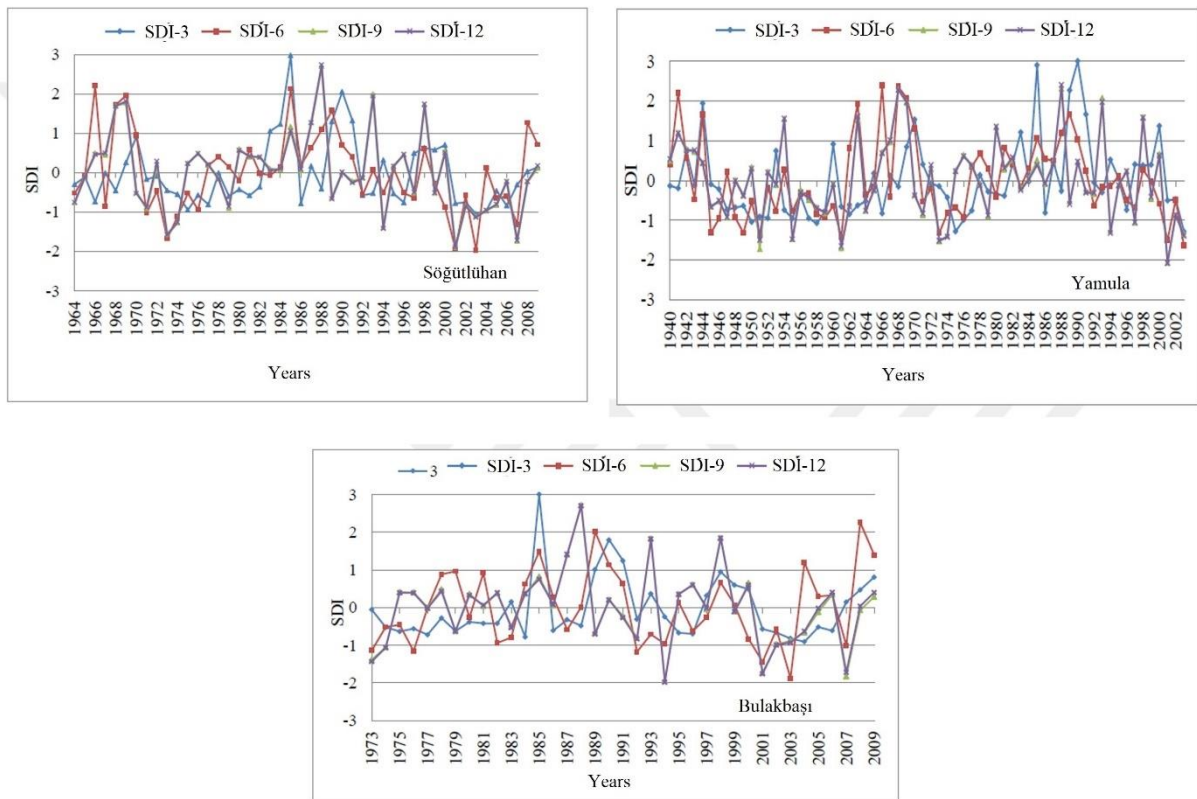 SDİ-3 SDİ-6 SDİ-9 SDİ-12
3
2
1
0
-1
-2
-3
SDI
1964 1966 1968 1970 1972 1974 1976 1978 1980 1982 1984 1986 1988 1990 1992 1994 1996 1998 2000 2002 2004 2006 2008
Söğütlühan
Years
SDİ-3 SDİ-6 SDİ-9 SDİ-12
3
2
1
0
-1
-2
-3
SDI
1940 1942 1944 1946 1948 1950 1952 1954 1956 1958 1960 1962 1964 1966 1968 1970 1972 1974 1976 1978 1980 1982 1984 1986 1988 1990 1992 1994 1996 1998 2000 2002
Yamula
Years
3 SDİ-3 SDİ-6 SDİ-9 SDİ-12
3
2
1
0
-1
-2
-3
SDI
1973 1975 1977 1979 1981 1983 1985 1987 1989 1991 1993 1995 1997 1999 2001 2003 2005 2007 2009
Bulakbaşı
Years